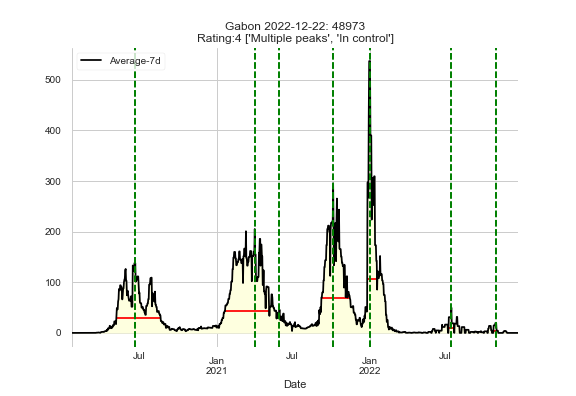 Gabon 2022-12-22: 48973
Rating:4 ['Multiple peaks', 'In control']
Average-7d
500
400
300
200
100
0
Jul
Jan
2021
Jul
Jan
2022
Jul
Date